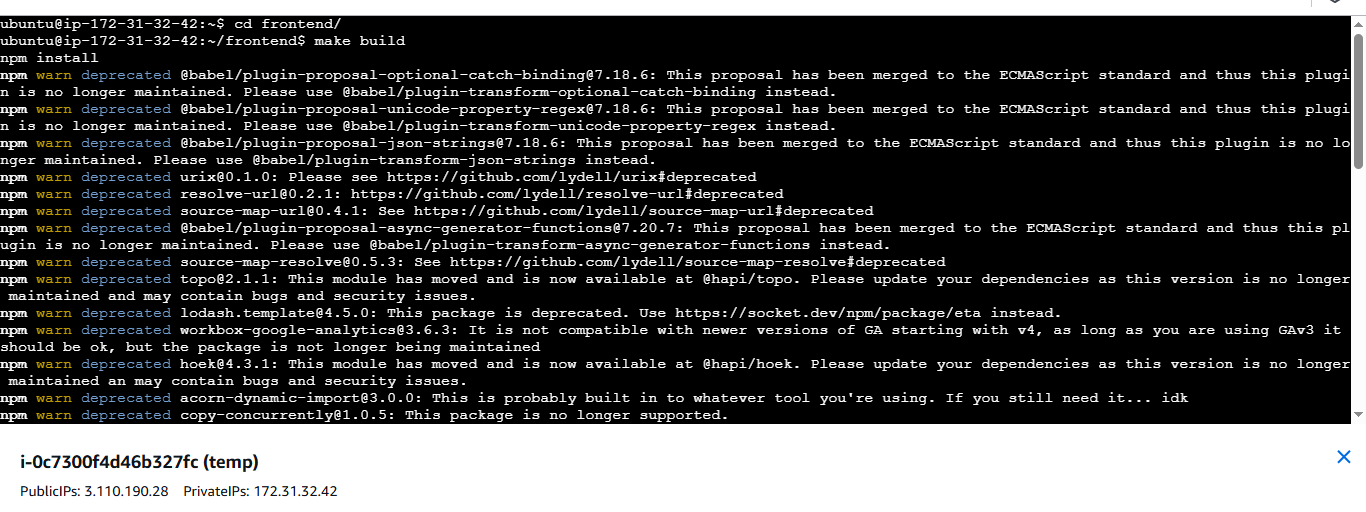 ubuntu@ip-172-31-32-42:~$ cd frontend/
ubuntu@ip-172-31-32-42:~/frontend$ make build
npm install
npm warn deprecated @babel/plugin-proposal-optional-catch-binding@7.18.6: This proposal has been merged to the ECMAScript standard and thus this plugi
n is no longer maintained. Please use @babel/plugin-transform-optional-catch-binding instead.
npm warn deprecated @babel/plugin-proposal-unicode-property-regex@7.18.6: This proposal has been merged to the ECMAScript standard and thus this plugi
n is no longer maintained. Please use @babel/plugin-transform-unicode-property-regex instead.
npm warn deprecated @babel/plugin-proposal-json-strings@7.18.6: This proposal has been merged to the ECMAScript standard and thus this plugin is no lo
nger maintained. Please use @babel/plugin-transform-json-strings instead.
npm warn deprecated urix@0.1.0: Please see https://github.com/lydell/urix#deprecated
npm warn deprecated resolve-url@0.2.1: https://github.com/lydell/resolve-url#deprecated
npm warn deprecated source-map-url@0.4.1: See https://github.com/lydell/source-map-url#deprecated
npm warn deprecated @babel/plugin-proposal-async-generator-functions@7.20.7: This proposal has been merged to the ECMAScript standard and thus this pl
ugin is no longer maintained. Please use @babel/plugin-transform-async-generator-functions instead.
npm warn deprecated source-map-resolve@0.5.3: See https://github.com/lydell/source-map-resolve#deprecated
npm warn deprecated topo@2.1.1: This module has moved and is now available at @hapi/topo. Please update your dependencies as this version is no longer
 maintained and may contain bugs and security issues.
npm warn deprecated lodash.template@4.5.0: This package is deprecated. Use https://socket.dev/npm/package/eta instead.
npm warn deprecated workbox-google-analytics@3.6.3: It is not compatible with newer versions of GA starting with v4, as long as you are using GAv3 it
should be ok, but the package is not longer being maintained
npm warn deprecated hoek@4.3.1: This module has moved and is now available at @hapi/hoek. Please update your dependencies as this version is no longer
 maintained an may contain bugs and security issues.
npm warn deprecated acorn-dynamic-import@3.0.0: This is probably built in to whatever tool you're using. If you still need it... idk
npm warn deprecated copy-concurrently@1.0.5: This package is no longer supported.
i-0c7300f4d46b327fc (temp)
PublicIPs: 3.110.190.28 PrivateIPs: 172.31.32.42